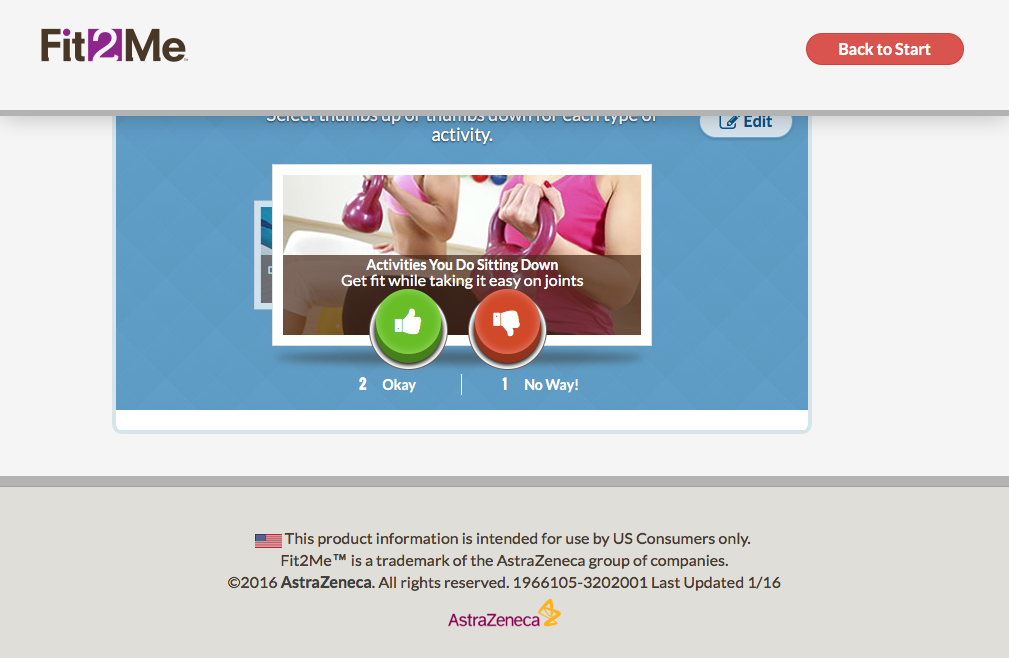 Fit2Me
Back to Start
Select thumbs up or thumbs down for each type of
activity.
Edit
Activities You Do Sitting Down
Get fit while taking it easy on joints
2 Okay
1 No Way!
This product information is intended for use by US Consumers only.
Fit2Me™ is a trademark of the AstraZeneca group of companies.
©2016 AstraZeneca. All rights reserved. 1966105-3202001 Last Updated 1/16
AstraZeneca